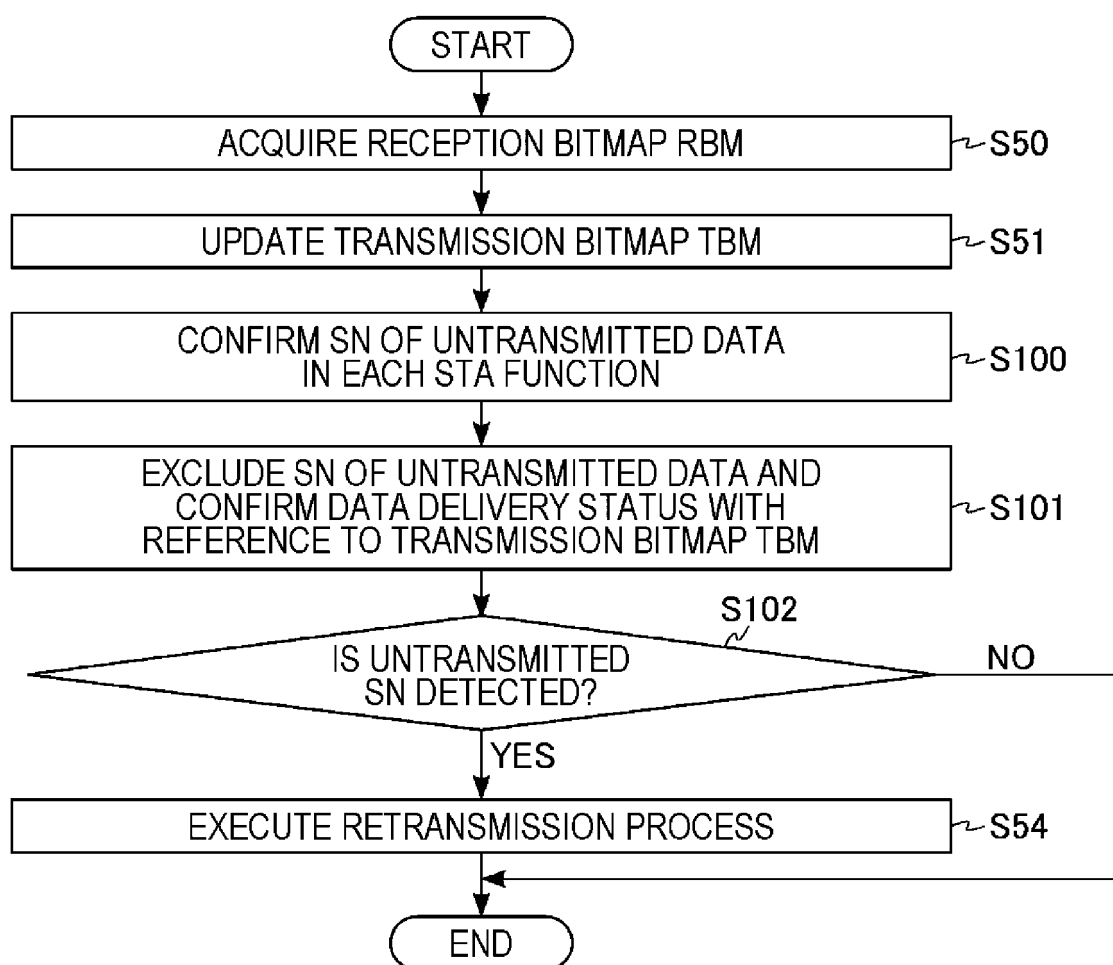 START
ACQUIRE RECEPTION BITMAP RBM
S50
UPDATE TRANSMISSION BITMAP TBM
S51
CONFIRM SN OF UNTRANSMITTED DATA
IN EACH STA FUNCTION
S100
EXCLUDE SN OF UNTRANSMITTED DATA AND
CONFIRM DATA DELIVERY STATUS WITH
REFERENCE TO TRANSMISSION BITMAP TBM
S101
S102
IS UNTRANSMITTED
SN DETECTED?
NO
YES
EXECUTE RETRANSMISSION PROCESS
S54
END